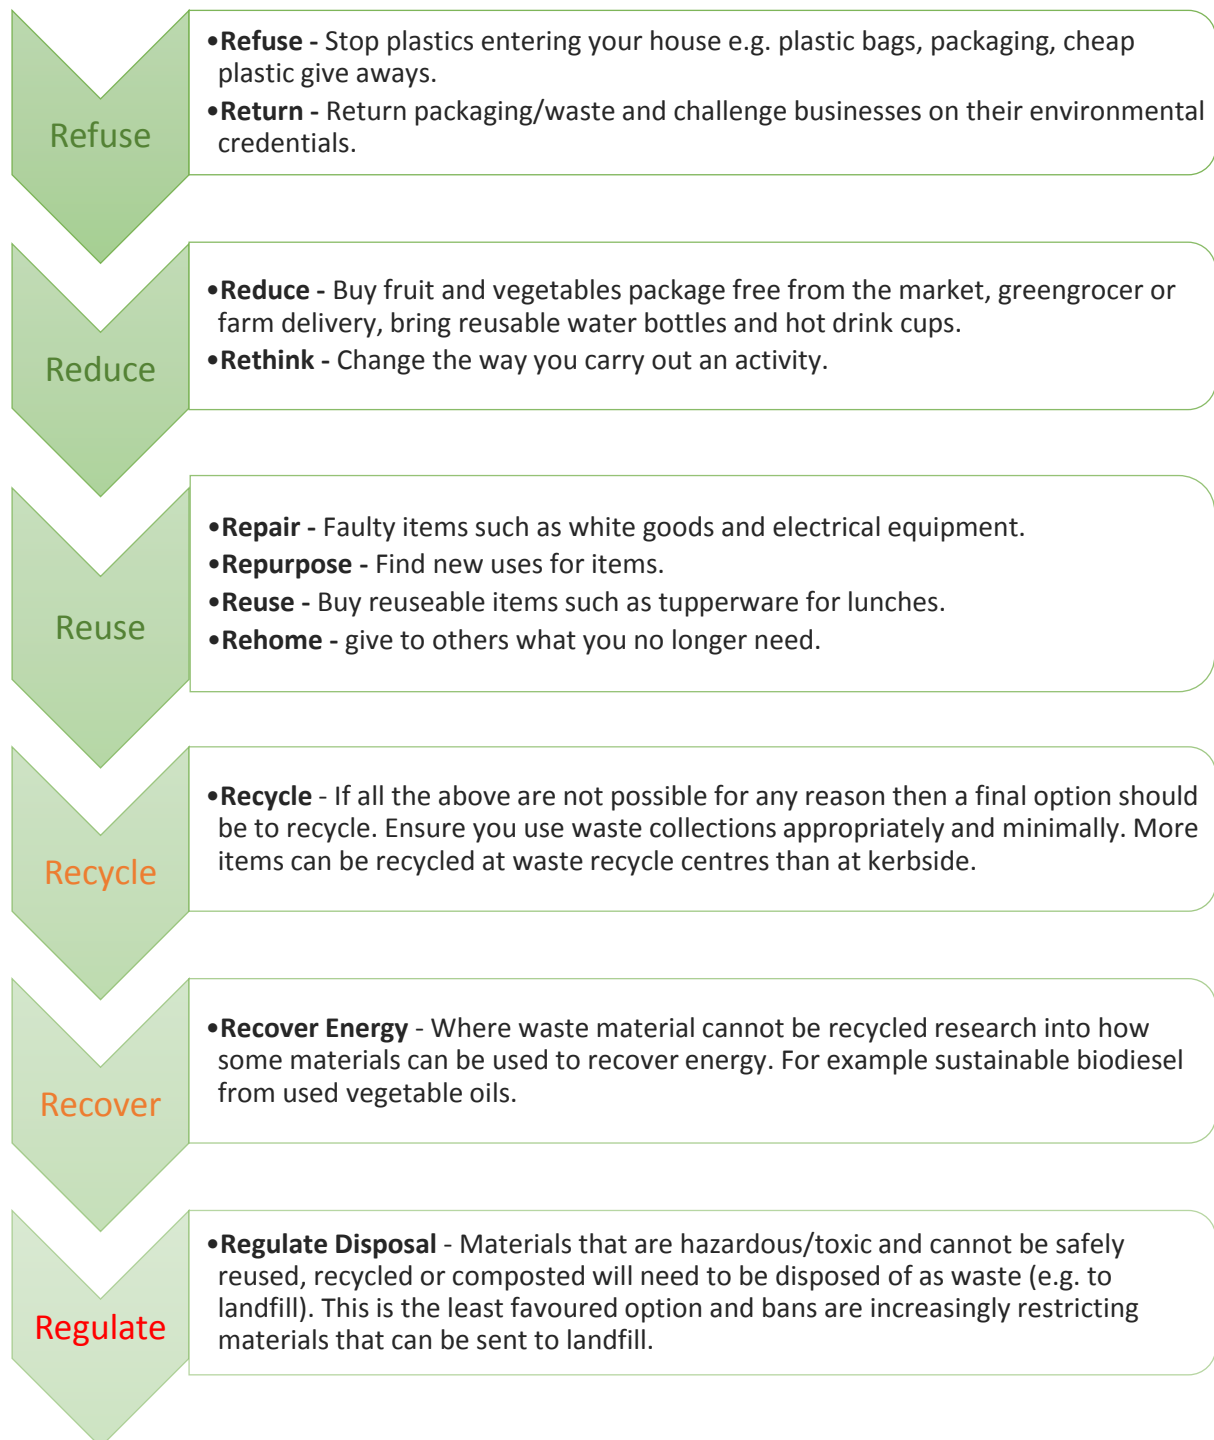 Refuse
•Refuse - Stop plastics entering your house e.g. plastic bags, packaging, cheap
plastic give aways.
•Return - Return packaging/waste and challenge businesses on their environmental
credentials.
Reduce
•Reduce - Buy fruit and vegetables package free from the market, greengrocer or
farm delivery, bring reusable water bottles and hot drink cups.
•Rethink - Change the way you carry out an activity.
Reuse
•Repair - Faulty items such as white goods and electrical equipment.
•Repurpose - Find new uses for items.
•Reuse - Buy reuseable items such as tupperware for lunches.
•Rehome - give to others what you no longer need.
Recycle
•Recycle - If all the above are not possible for any reason then a final option should
be to recycle. Ensure you use waste collections appropriately and minimally. More
items can be recycled at waste recycle centres than at kerbside.
Recover
•Recover Energy - Where waste material cannot be recycled research into how
some materials can be used to recover energy. For example sustainable biodiesel
from used vegetable oils.
Regulate
•Regulate Disposal - Materials that are hazardous/toxic and cannot be safely
reused, recycled or composted will need to be disposed of as waste (e.g. to
landfill). This is the least favoured option and bans are increasingly restricting
materials that can be sent to landfill.